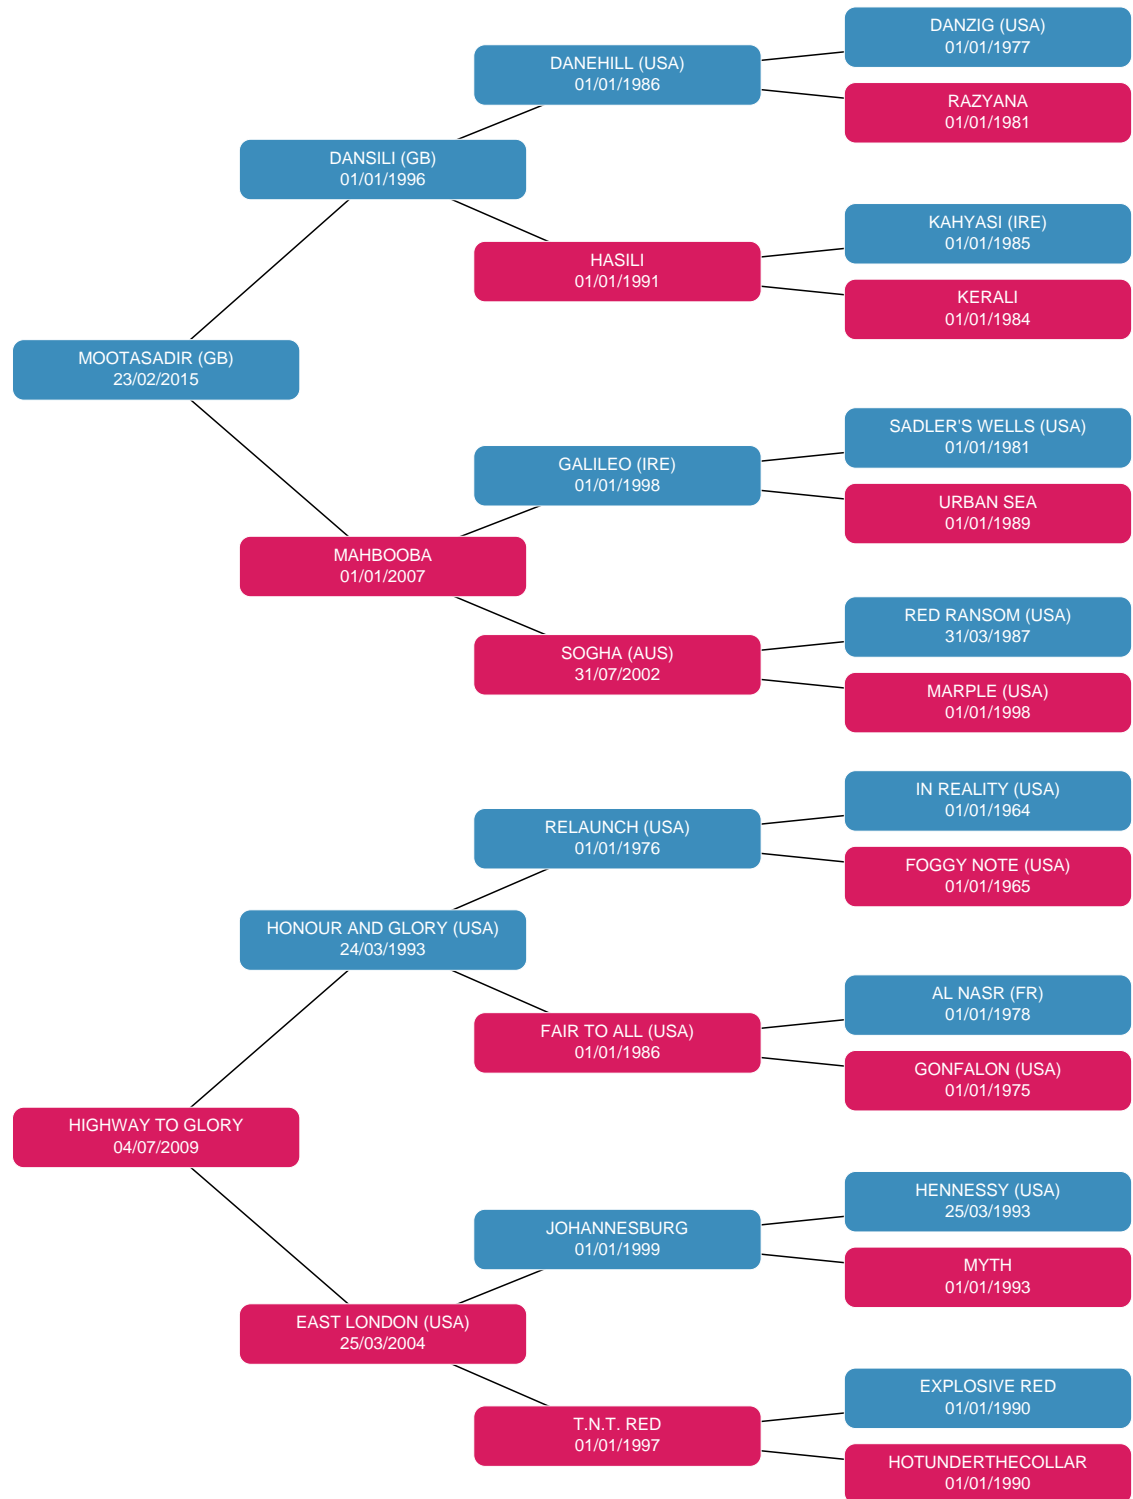 DANZIG (USA)
01/01/1977
DANEHILL (USA)
01/01/1986
RAZYANA
01/01/1981
DANSILI (GB)
01/01/1996
KAHYASI (IRE)
01/01/1985
HASILI
01/01/1991
KERALI
01/01/1984
MOOTASADIR (GB)
23/02/2015
SADLER'S WELLS (USA)
01/01/1981
GALILEO (IRE)
01/01/1998
URBAN SEA
01/01/1989
MAHBOOBA
01/01/2007
RED RANSOM (USA)
31/03/1987
SOGHA (AUS)
31/07/2002
MARPLE (USA)
01/01/1998
IN REALITY (USA)
01/01/1964
RELAUNCH (USA)
01/01/1976
FOGGY NOTE (USA)
01/01/1965
HONOUR AND GLORY (USA)
24/03/1993
AL NASR (FR)
01/01/1978
FAIR TO ALL (USA)
01/01/1986
GONFALON (USA)
01/01/1975
HIGHWAY TO GLORY
04/07/2009
HENNESSY (USA)
25/03/1993
JOHANNESBURG
01/01/1999
MYTH
01/01/1993
EAST LONDON (USA)
25/03/2004
EXPLOSIVE RED
01/01/1990
T.N.T. RED
01/01/1997
HOTUNDERTHECOLLAR
01/01/1990